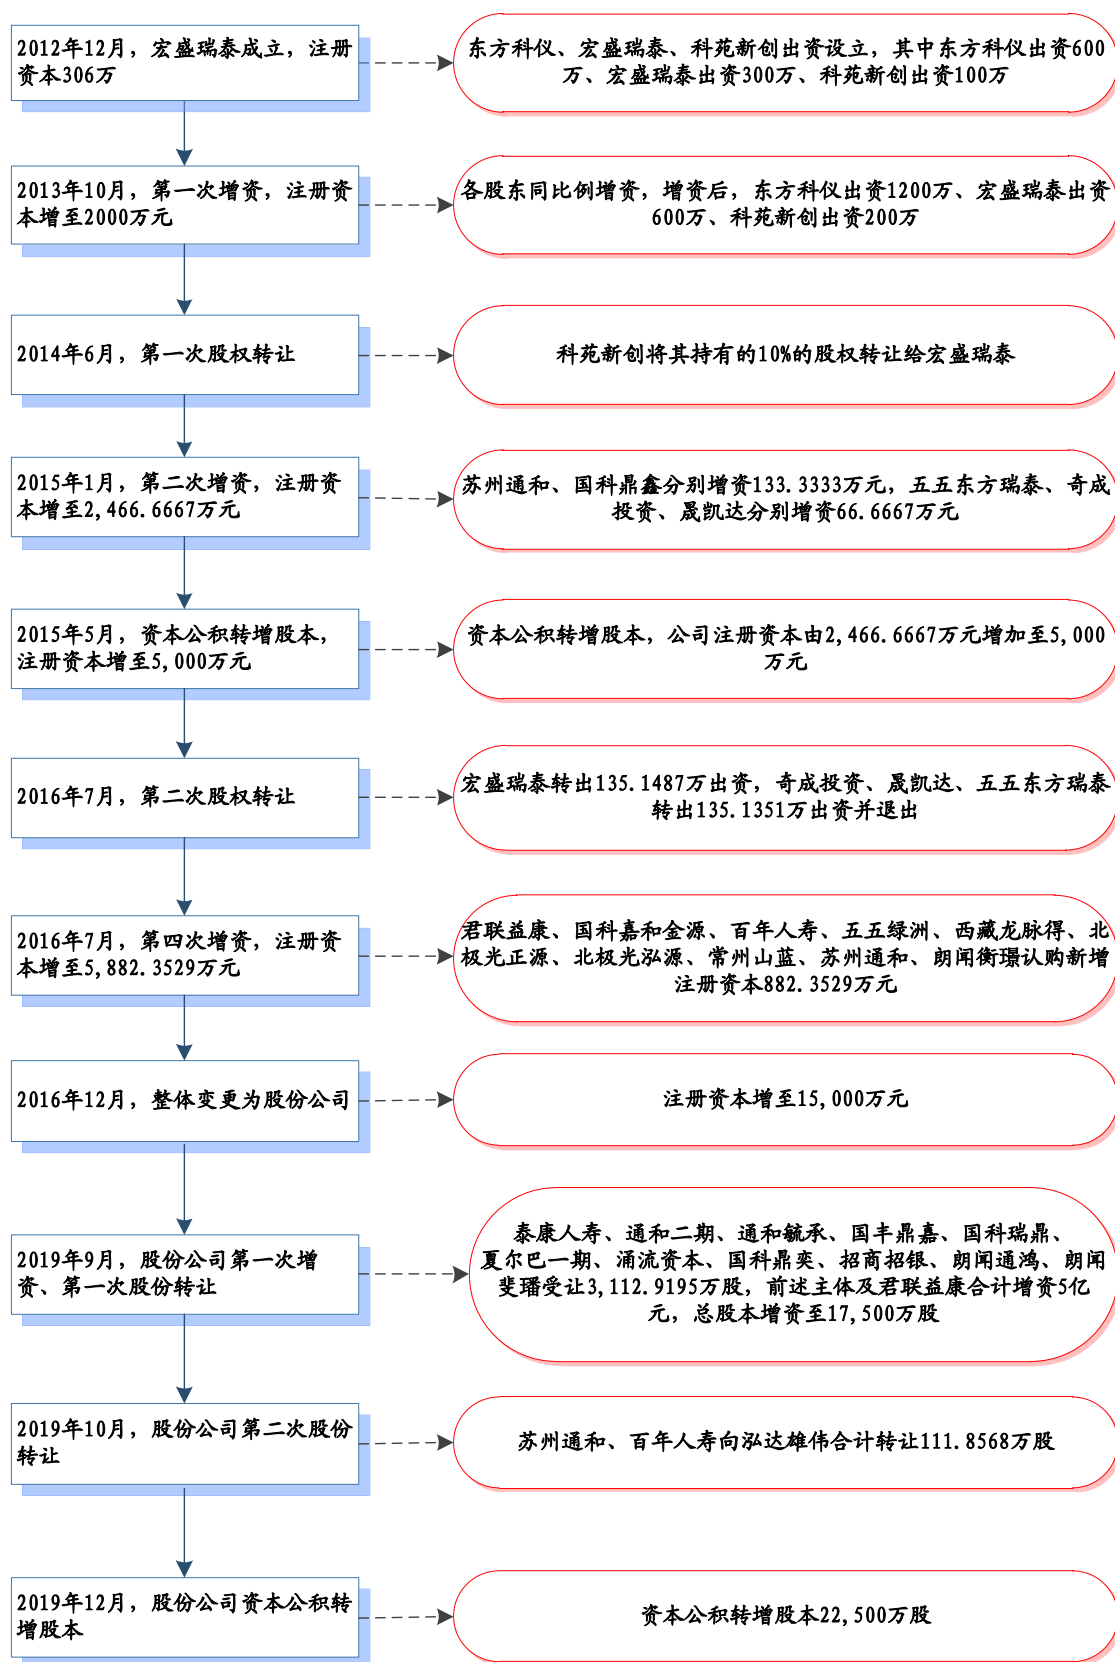 2012年12月，宏盛瑞泰成立，注册
资本306万
东方科仪、宏盛瑞泰、科苑新创出资设立，其中东方科仪出资600
万、宏盛瑞泰出资300万、科苑新创出资100万
2013年10月，第一次增资，注册资
本增至2000万元
各股东同比例增资，增资后，东方科仪出资1200万、宏盛瑞泰出资
600万、科苑新创出资200万
2014年6月，第一次股权转让
科苑新创将其持有的10%的股权转让给宏盛瑞泰
2015年1月，第二次增资，注册资
本增至2,466.6667万元
苏州通和、国科鼎鑫分别增资133.3333万元，五五东方瑞泰、奇成
投资、晟凯达分别增资66.6667万元
2015年5月，资本公积转增股本，
注册资本增至5,000万元
资本公积转增股本，公司注册资本由2,466.6667万元增加至5,000
万元
2016年7月，第二次股权转让
宏盛瑞泰转出135.1487万出资，奇成投资、晟凯达、五五东方瑞泰
转出135.1351万出资并退出
2016年7月，第四次增资，注册资
本增至5,882.3529万元
君联益康、国科嘉和金源、百年人寿、五五绿洲、西藏龙脉得、北
极光正源、北极光泓源、常州山蓝、苏州通和、朗闻衡璟认购新增
注册资本882.3529万元
2016年12月，整体变更为股份公司
注册资本增至15,000万元
2019年9月，股份公司第一次增
资、第一次股份转让
泰康人寿、通和二期、通和毓承、国丰鼎嘉、国科瑞鼎、
夏尔巴一期、涌流资本、国科鼎奕、招商招银、朗闻通鸿、朗闻
斐璠受让3,112.9195万股，前述主体及君联益康合计增资5亿
元，总股本增资至17,500万股
2019年10月，股份公司第二次股份
转让
苏州通和、百年人寿向泓达雄伟合计转让111.8568万股
2019年12月，股份公司资本公积转
增股本
资本公积转增股本22,500万股